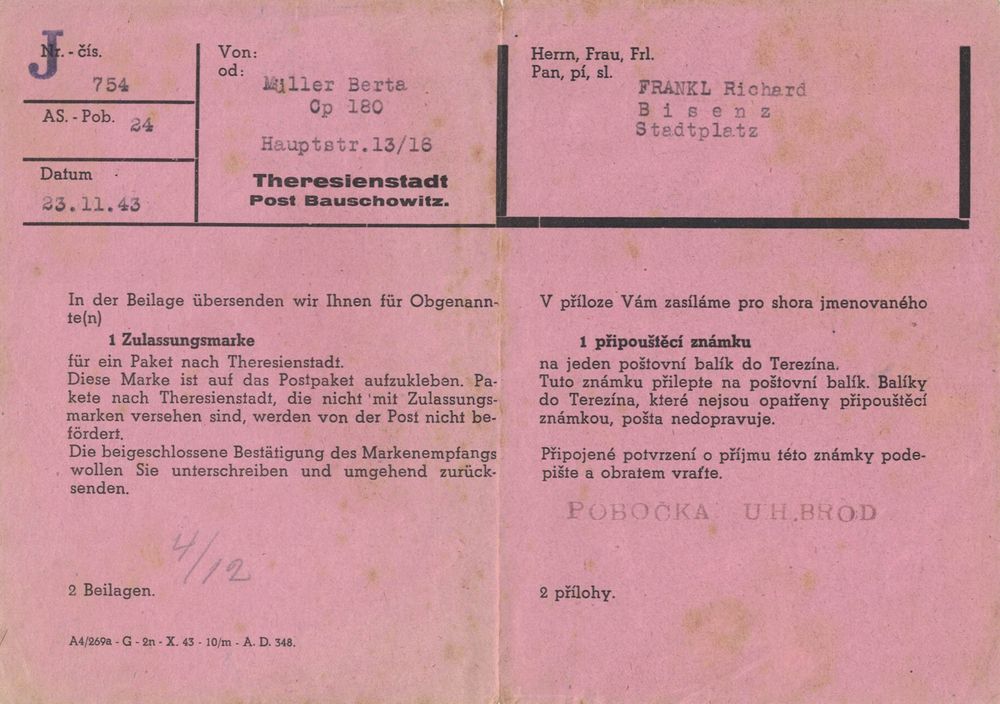 J
Nr. - čís.
754
AS. - Pob. 24
Datum
23.11.43
Von:
od:
Miller Berta
Cp 180
Hauptstr.13/16
Theresienstadt
Post Bauschowitz.
Herrn, Frau, Frl.
Pan, pí, sl.
FRANKL Richard
B i s e n z
Stadtplatz
In der Beilage übersenden wir Ihnen für Obgenann-
te(n)
1 Zulassungsmarke
für ein Paket nach Theresienstadt.
Diese Marke ist auf das Postpaket aufzukleben. Pa-
kete nach Theresienstadt, die nicht mit Zulassungs-
marken versehen sind, werden von der Post nicht be-
fördert.
Die beigeschlossene Bestätigung des Markenempfangs
wollen Sie unterschreiben und umgehend zurück-
senden.
4/12
2 Beilagen.
A4/269a - G - 2n - X. 43 - 10/m - A. D. 348.
V příloze Vám zasíláme pro shora jmenovaného
1 připouštěcí známku
na jeden poštovní balík do Terezína.
Tuto známku přilepte na poštovní balík. Balíky
do Terezína, které nejsou opatřeny připouštěcí
známkou, pošta nedopravuje.
Připojené potvrzení o příjmu této známky pode-
pište a obratem vraťte.
POBOČKA UH.BROD
2 přílohy.